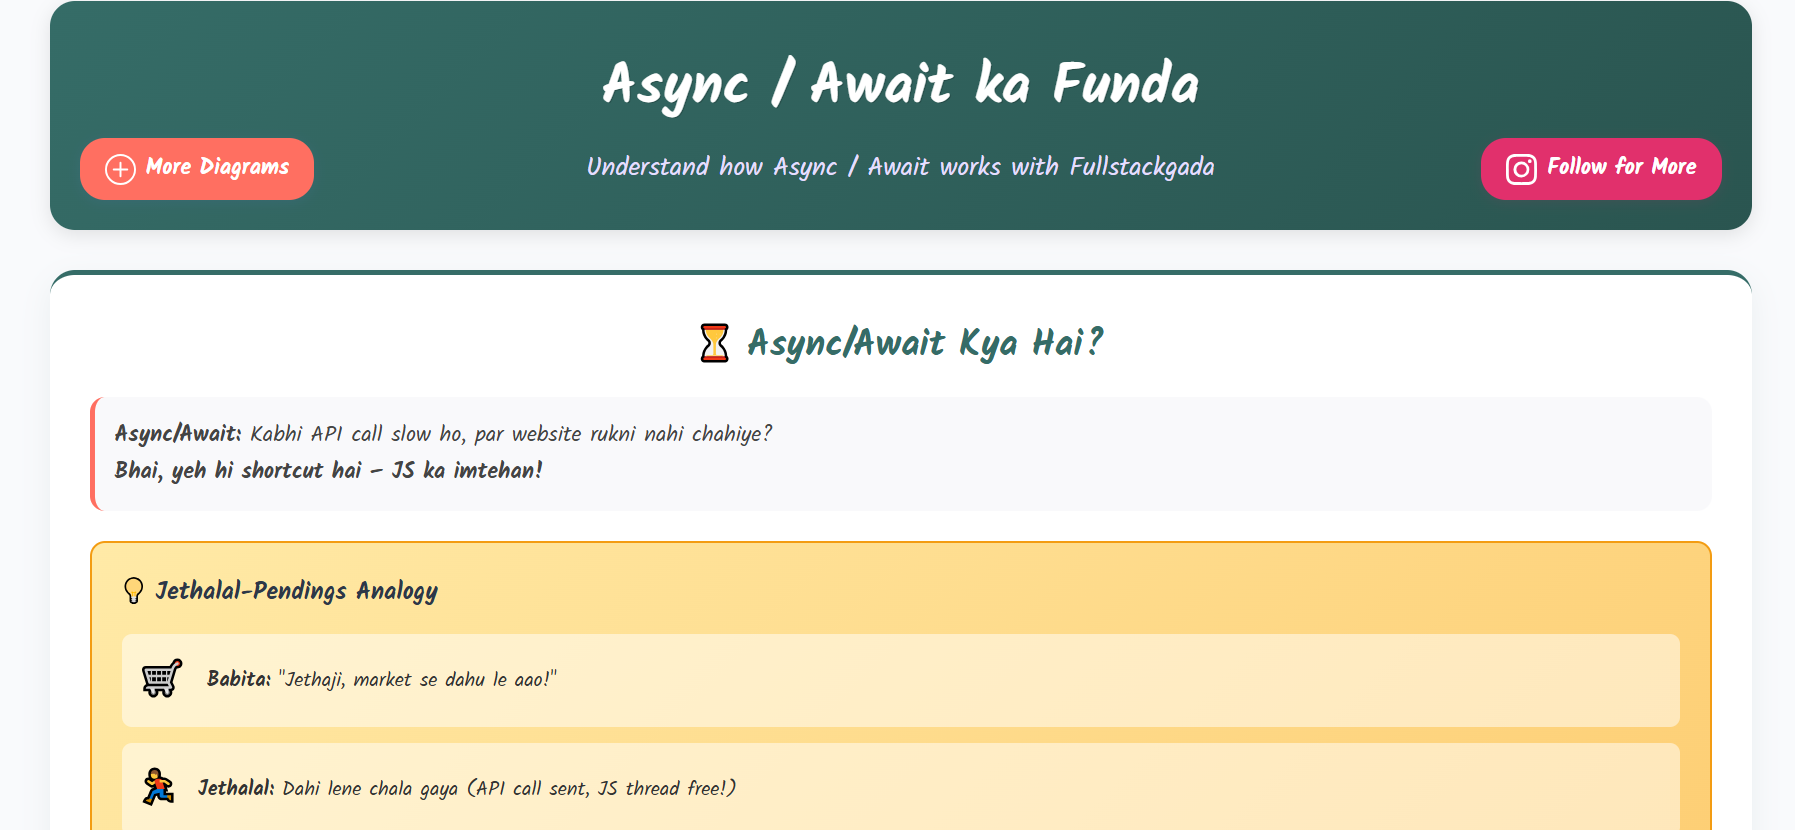 Async / Await ka Funda
More Diagrams
Understand how Async / Await works with Fullstackgada
Follow for More
Async/Await Kya Hai?
Async/Await: Kabhi API call slow ho, par website rukni nahi chahiye?
Bhai, yeh hi shortcut hai – JS ka imtehan!
Jethalal-Pendings Analogy
Babita: "Jethaji, market se dahu le aao!"
Jethalal: Dahi lene chala gaya (API call sent, JS thread free!)